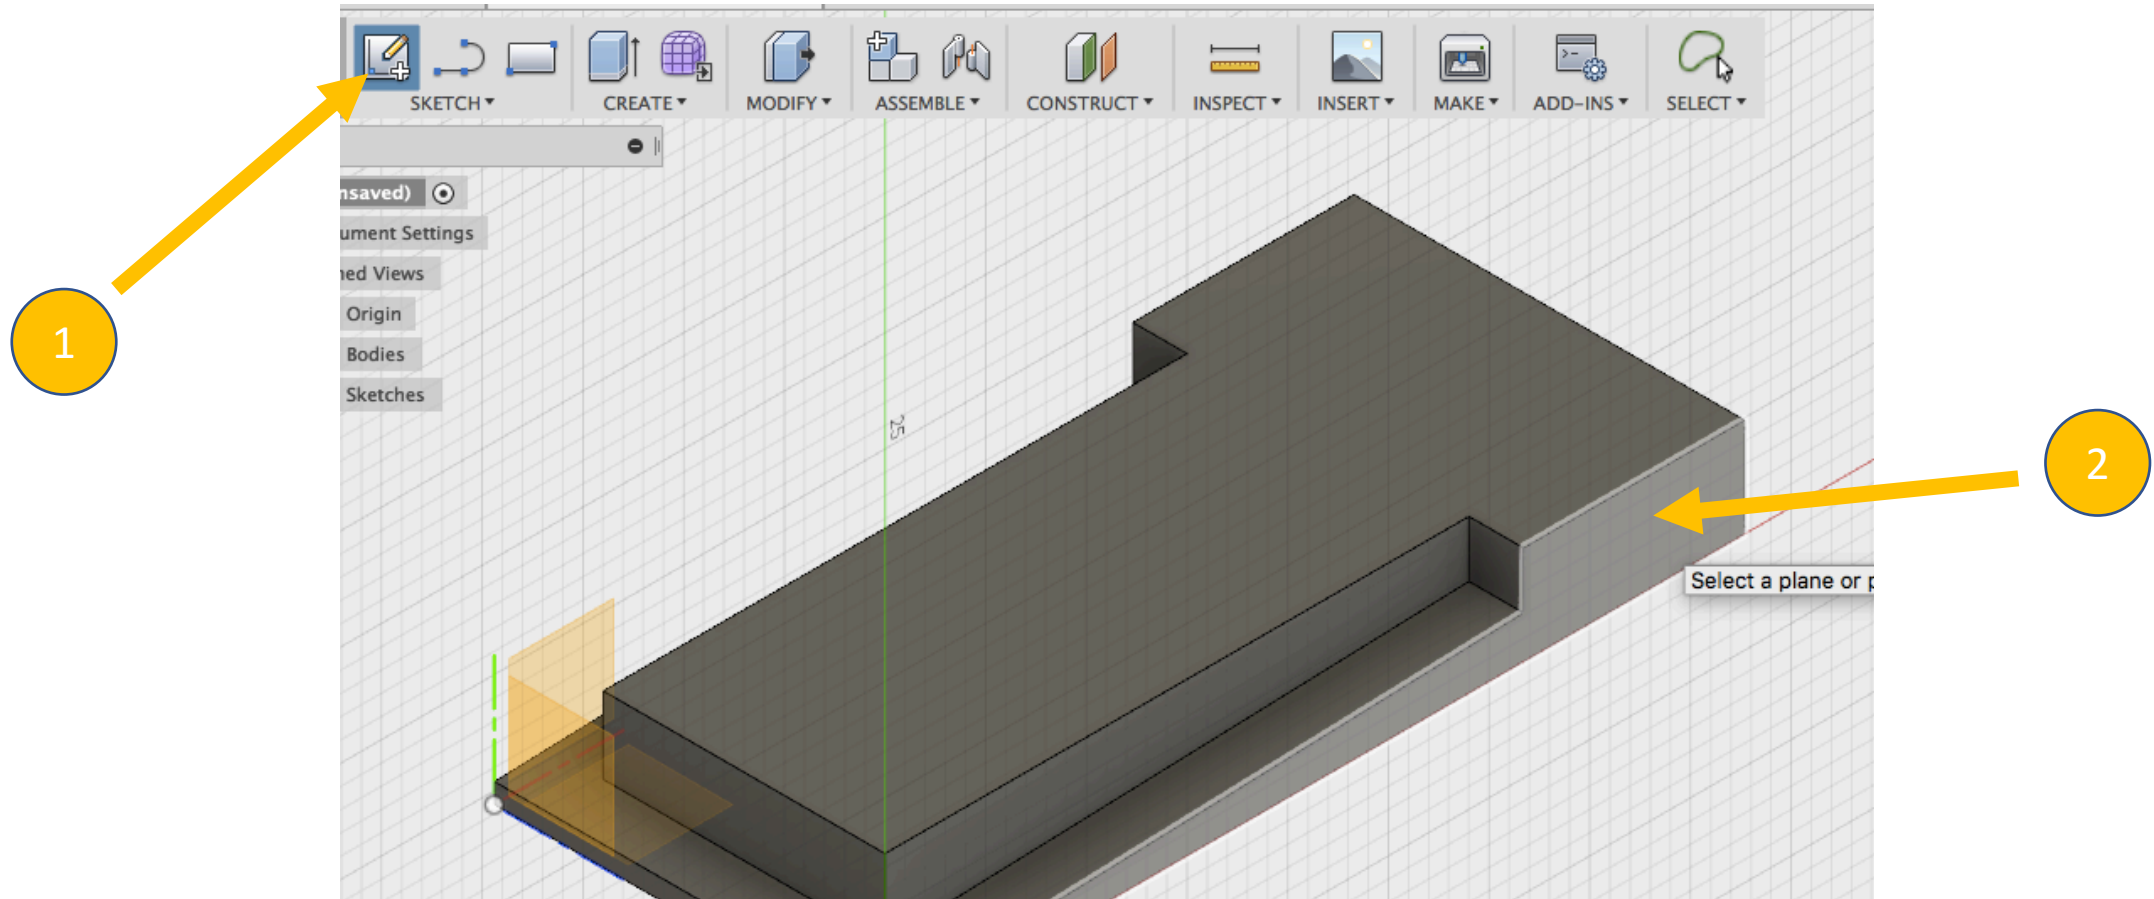 SKETCH▾ CREATE▾ MODIFY▾ ASSEMBLE▾ CONSTRUCT▾ INSPECT▾ INSERT▾ MAKE▾ ADD-INS▾ SELECT▾
nsaved)
ument Settings
ned Views
Origin
1
Bodies
Sketches
25
2
Select a plane or p